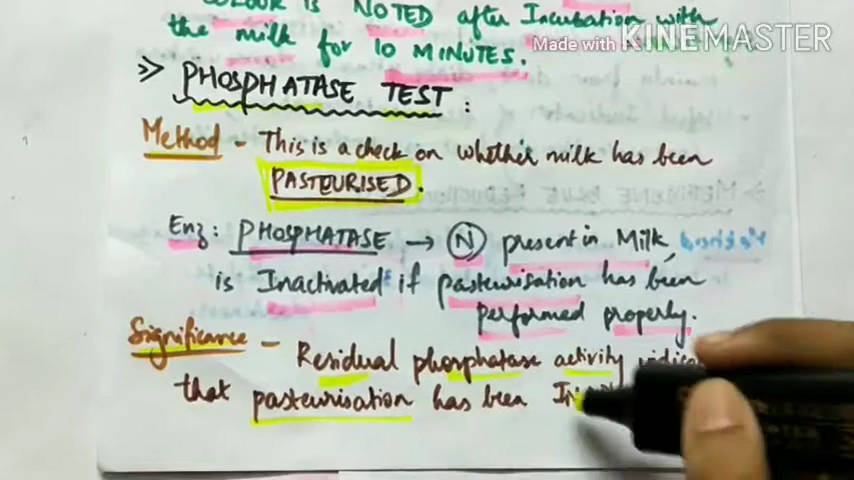 COLOUR is NOTED after Incubation with
the milk for 10 MINUTES.
Made with KINEMASTER
>> PHOSPHATASE TEST :
Method - This is a check on whether milk has been
PASTEURISED.
Enz: PHOSPHATASE → (N) present in Milk,
is Inactivated if pasteurisation has been
performed properly.
Significance - Residual phosphatase activity
that pasteurisation has been